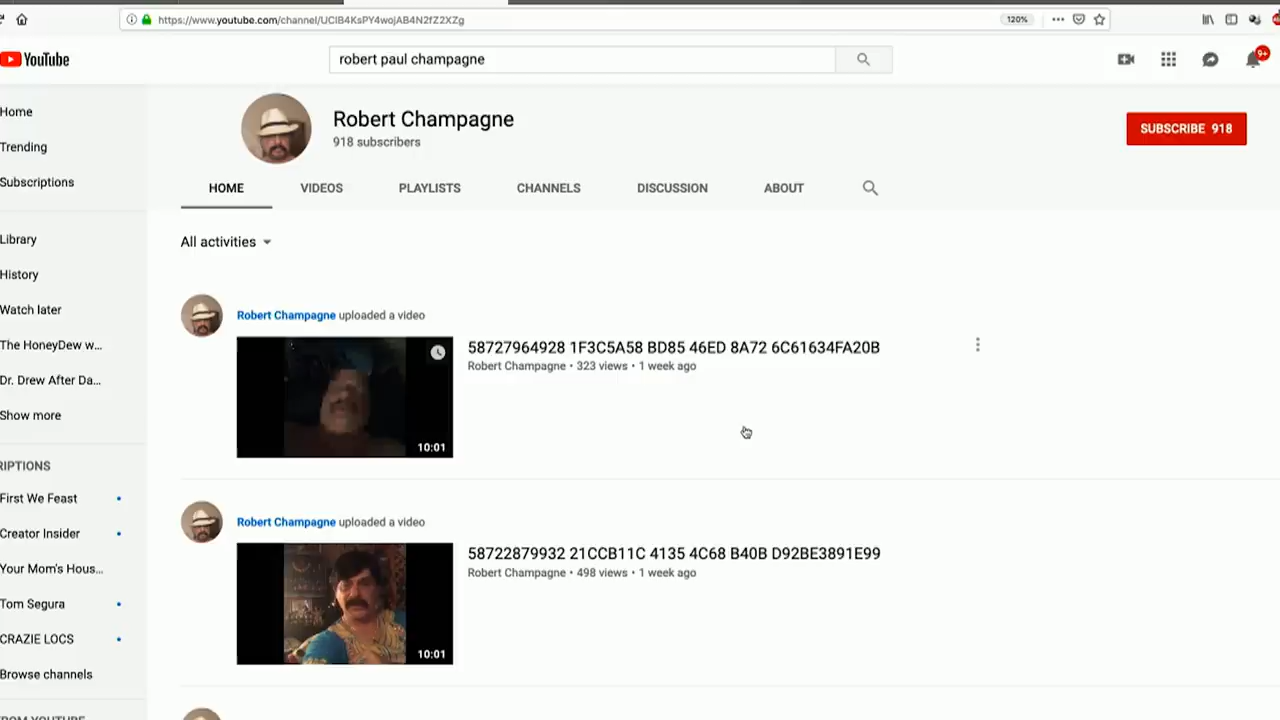 https://www.youtube.com/channel/UClB4KsPY4wojAB4N2fZ2XZg
120%
YouTube
robert paul champagne
9+
Home
Trending
Subscriptions
Library
History
Watch later
The HoneyDew w...
Dr. Drew After Da...
Show more
RIPTIONS
First We Feast
Creator Insider
Your Mom's Hous...
Tom Segura
CRAZIE LOCS
Browse channels
ROM YOUTUBE
Robert Champagne
918 subscribers
SUBSCRIBE 918
HOME
VIDEOS
PLAYLISTS
CHANNELS
DISCUSSION
ABOUT
All activities
Robert Champagne uploaded a video
10:01
58727964928 1F3C5A58 BD85 46ED 8A72 6C61634FA20B
Robert Champagne • 323 views • 1 week ago
Robert Champagne uploaded a video
10:01
58722879932 21CCB11C 4135 4C68 B40B D92BE3891E99
Robert Champagne • 498 views • 1 week ago